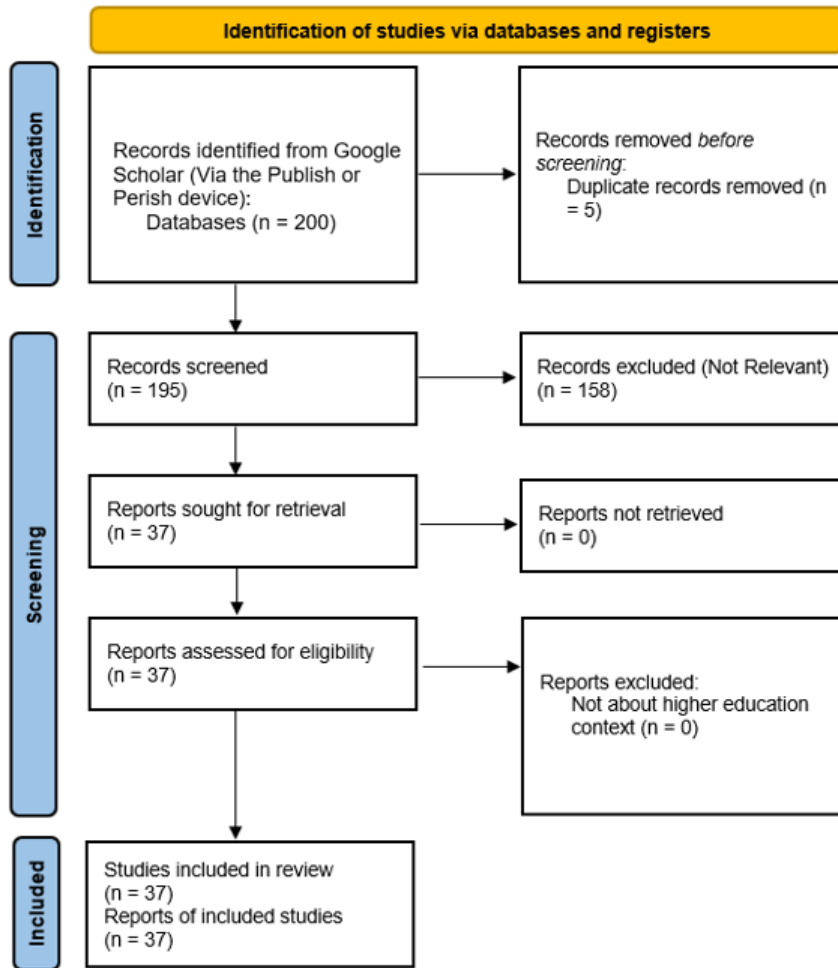 Identification of studies via databases and registers
Identification
Records identified from Google
Scholar (Via the Publish or
Perish device):
Databases (n = 200)
Records removed before
screening:
Duplicate records removed (n
= 5)
Screening
Records screened
(n = 195)
Records excluded (Not Relevant)
(n = 158)
Reports sought for retrieval
(n = 37)
Reports not retrieved
(n = 0)
Reports assessed for eligibility
(n = 37)
Reports excluded:
Not about higher education
context (n = 0)
Included
Studies included in review
(n = 37)
Reports of included studies
(n = 37)